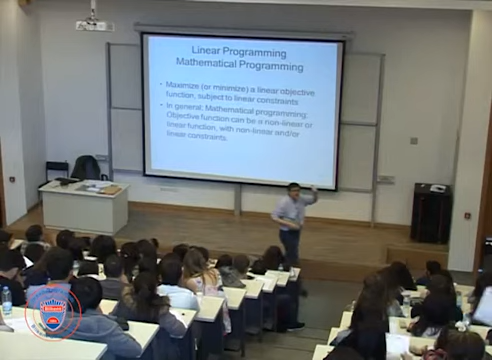 Linear Programming
Mathematical Programming
• Maximize (or minimize) a linear objective
function, subject to linear constraints
• In general: Mathematical programming:
Objective function can be a non-linear or
linear function, with non-linear and/or
linear constraints.